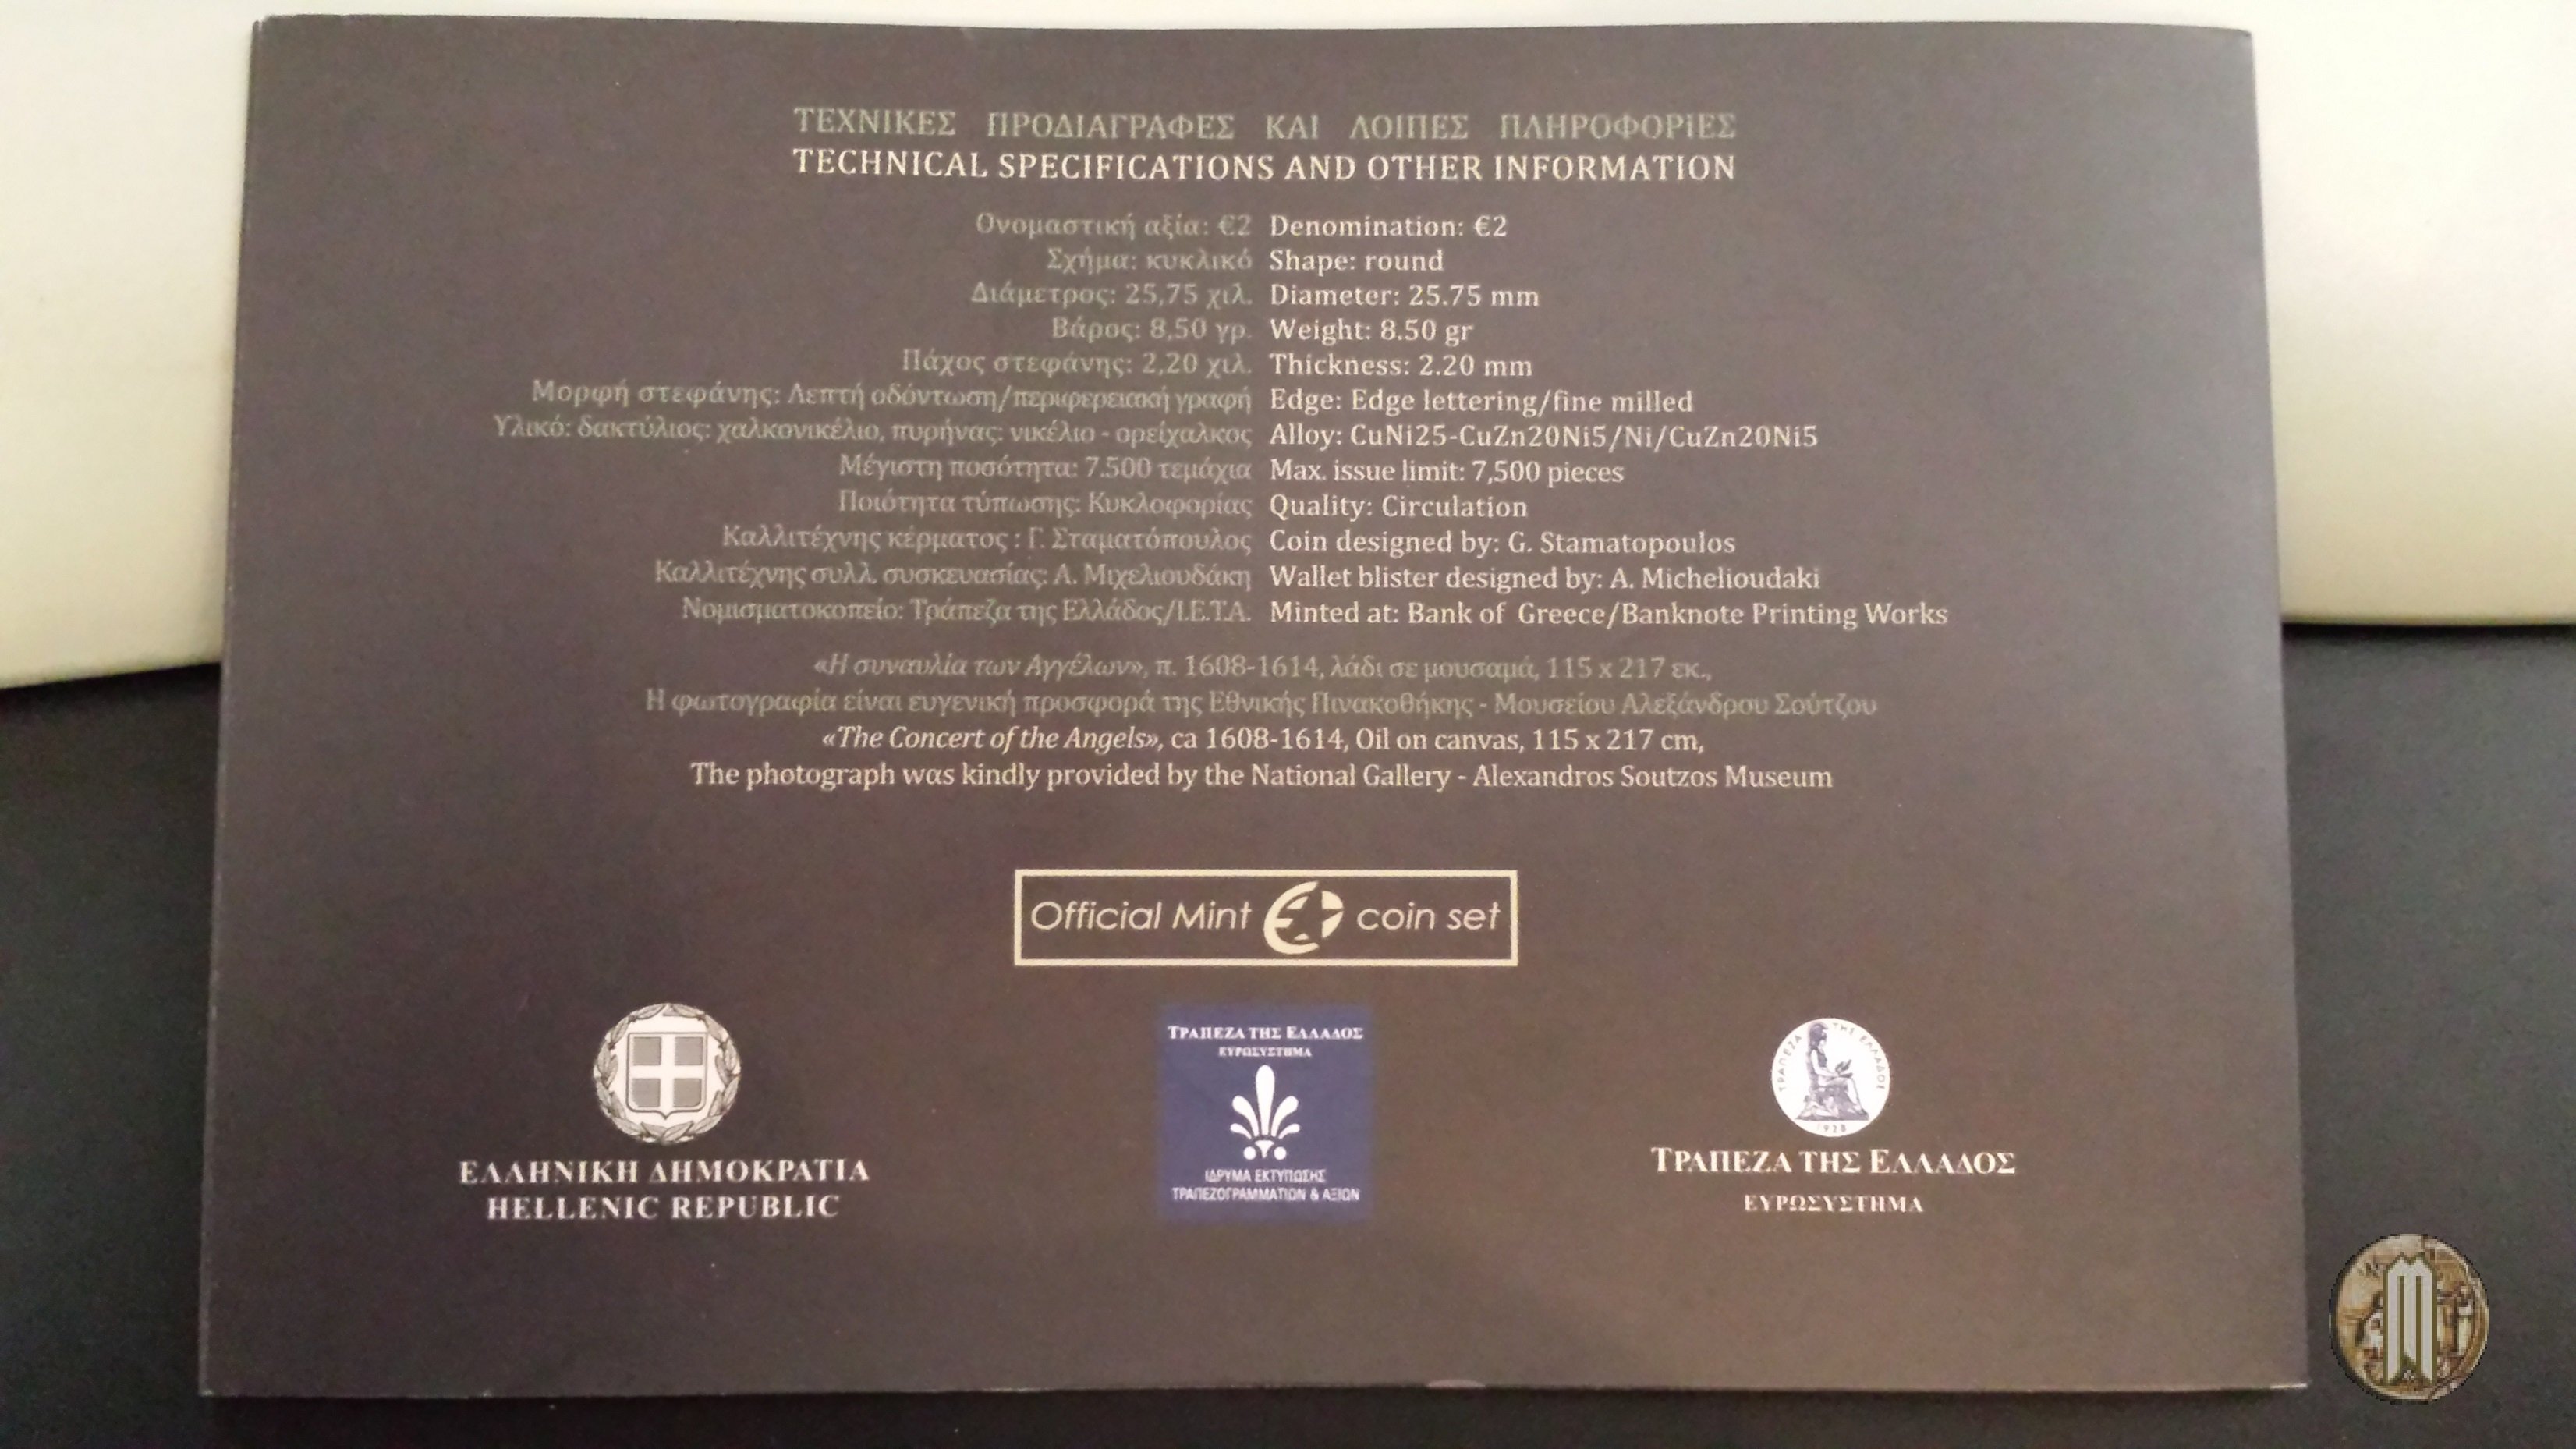 ΤΕΧΝΙΚΕΣ ΠΡΟΔΙΑΓΡΑΦΕΣ ΚΑΙ ΛΟΙΠΕΣ ΠΛΗΡΟΦΟΡΙΕΣ
TECHNICAL SPECIFICATIONS AND OTHER INFORMATION
Ονομαστική αξία: €2 Denomination: €2
Σχήμα: κυκλικό Shape: round
Διάμετρος: 25,75 χιλ. Diameter: 25.75 mm
Βάρος: 8,50 γρ. Weight: 8.50 gr
Πάχος στεφάνης: 2,20 χιλ. Thickness: 2.20 mm
Μορφή στεφάνης: Λεπτή οδόντωση/περιφερειακή γραφή Edge: Edge lettering/fine milled
Υλικό: δακτύλιος: χαλκονικέλιο, πυρήνας: νικέλιο - ορείχαλκος Alloy: CuNi25-CuZn20Ni5/Ni/CuZn20Ni5
Μέγιστη ποσότητα: 7.500 τεμάχια Max. issue limit: 7,500 pieces
Ποιότητα τύπωσης: Κυκλοφορίας Quality: Circulation
Καλλιτέχνης κέρματος : Γ. Σταματόπουλος Coin designed by: G. Stamatopoulos
Καλλιτέχνης συλλ. συσκευασίας: Α. Μιχελιουδάκη Wallet blister designed by: A. Michelioudaki
Νομισματοκοπείο: Τράπεζα της Ελλάδος/Ι.Ε.Τ.Α. Minted at: Bank of Greece/Banknote Printing Works
«Η συναυλία των Αγγέλων», π. 1608-1614, λάδι σε μουσαμά, 115 x 217 εκ.,
Η φωτογραφία είναι ευγενική προσφορά της Εθνικής Πινακοθήκης - Μουσείου Αλεξάνδρου Σούτζου
«The Concert of the Angels», ca 1608-1614, Oil on canvas, 115 x 217 cm,
The photograph was kindly provided by the National Gallery - Alexandros Soutzos Museum
Official Mint coin set
ΕΛΛΗΝΙΚΗ ΔΗΜΟΚΡΑΤΙΑ
HELLENIC REPUBLIC
ΤΡΑΠΕΖΑ ΤΗΣ ΕΛΛΑΔΟΣ
ΕΥΡΩΣΥΣΤΗΜΑ
ΙΔΡΥΜΑ ΕΚΤΥΠΩΣΗΣ
ΤΡΑΠΕΖΟΓΡΑΜΜΑΤΙΩΝ & ΑΞΙΩΝ
ΤΡΑΠΕΖΑ ΤΗΣ ΕΛΛΑΔΟΣ
1928
ΤΡΑΠΕΖΑ ΤΗΣ ΕΛΛΑΔΟΣ
ΕΥΡΩΣΥΣΤΗΜΑ